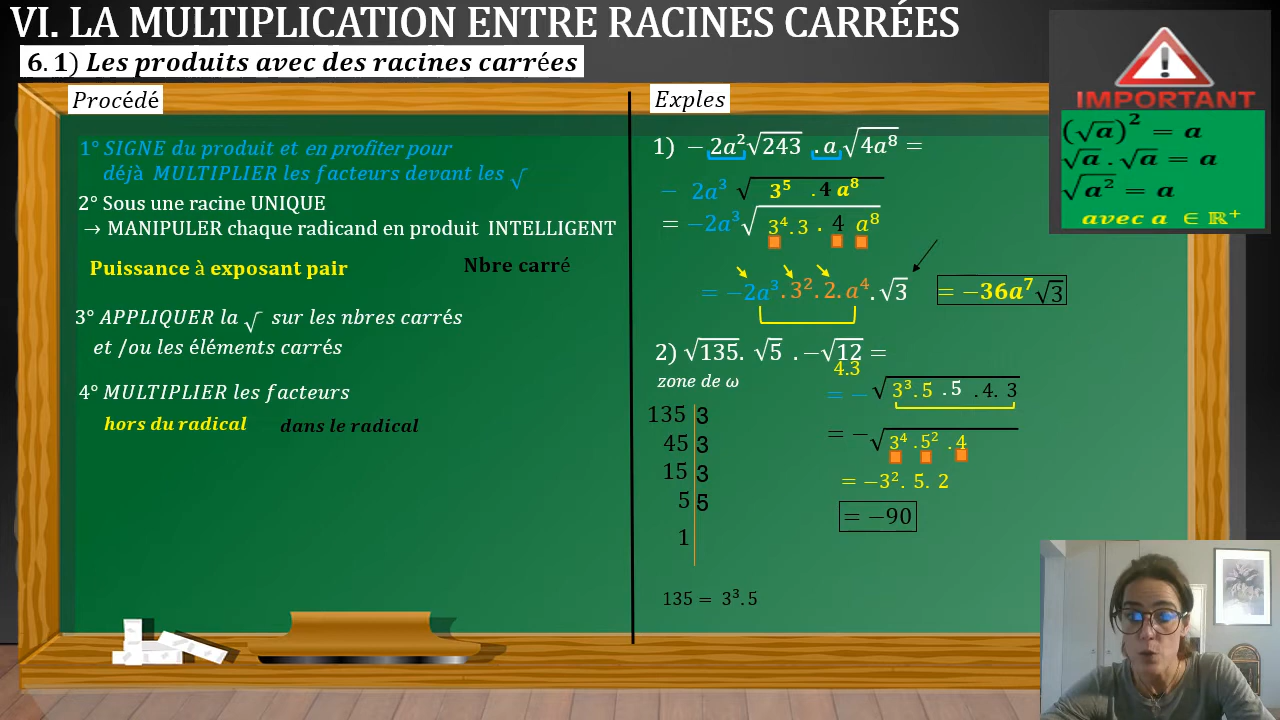 VI. LA MULTIPLICATION ENTRE RACINES CARRÉES
6.1) Les produits avec des racines carrées
Procédé
1° SIGNE du produit et en profiter pour
déjà MULTIPLIER les facteurs devant les √
2° Sous une racine UNIQUE
→ MANIPULER chaque radicand en produit INTELLIGENT
Puissance à exposant pair Nbre carré
3° APPLIQUER la √ sur les nbres carrés
et /ou les éléments carrés
4° MULTIPLIER les facteurs
hors du radical dans le radical
Exples
1) −2a²√243 .a√4a⁸ =
− 2a³ √3⁵ .4 a⁸
= −2a³√3⁴.3 . 4 a⁸
= −2a³.3².2.a⁴.√3 = −36a⁷√3
2) √135. √5 .−√12 =
4.3
zone de ω
= − √3³.5 .5 .4. 3
= −√3⁴.5².4
= −3². 5. 2
= −90
135 3
45 3
15 3
5 5
1
135 = 3³.5
IMPORTANT
(√a)² = a
√a.√a = a
√a² = a
avec a ∈ ℝ⁺